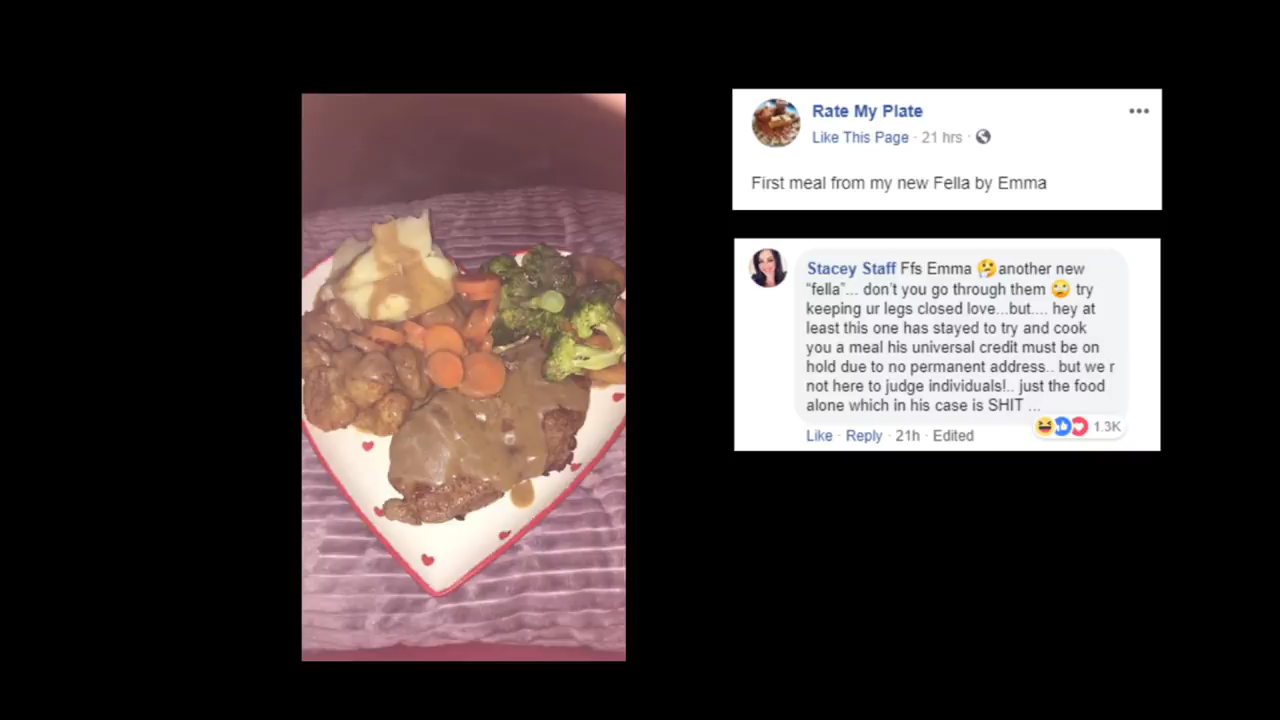 Rate My Plate
Like This Page · 21 hrs ·
First meal from my new Fella by Emma
Stacey Staff Ffs Emma 🤔another new
“fella”... don’t you go through them 🙄 try
keeping ur legs closed love...but.... hey at
least this one has stayed to try and cook
you a meal his universal credit must be on
hold due to no permanent address.. but we r
not here to judge individuals!.. just the food
alone which in his case is SHIT ...
1.3K
Like · Reply · 21h · Edited